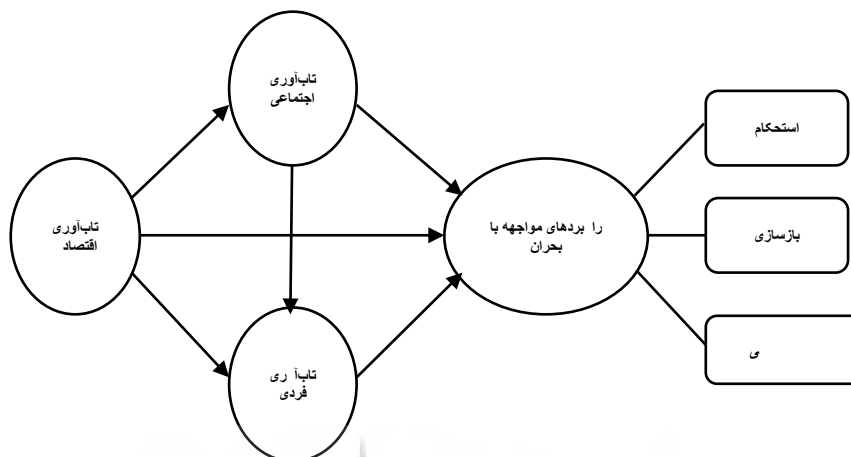 تاب‌آوری
اجتماعی
تاب‌آوری
اقتصاد
را بردهای مواجهه با
بحران
تاب‌آ ری
فردی
استحکام
بازسازی
ی